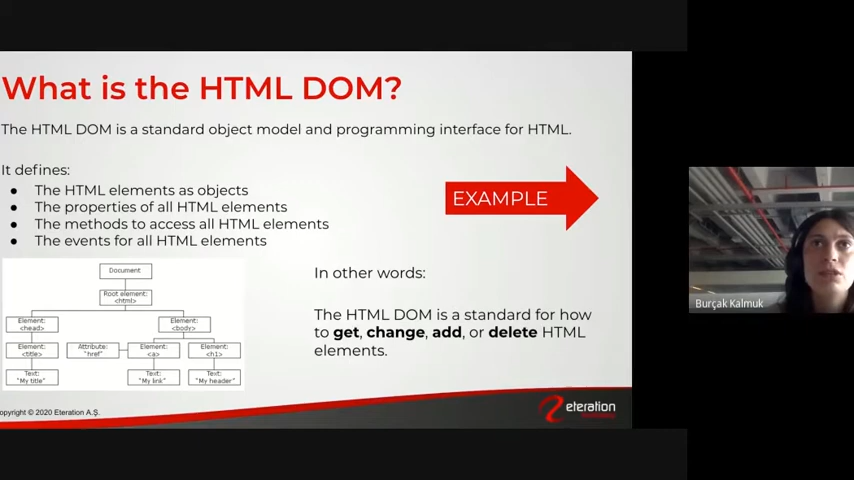 What is the HTML DOM?
The HTML DOM is a standard object model and programming interface for HTML.
It defines:
● The HTML elements as objects
● The properties of all HTML elements
● The methods to access all HTML elements
● The events for all HTML elements
EXAMPLE
In other words:
The HTML DOM is a standard for how
to get, change, add, or delete HTML
elements.
Document
Root element:
<html>
Element:
<head>
Element:
<body>
Element:
<title>
Attribute:
"href"
Element:
<a>
Element:
<h1>
Text:
"My title"
Text:
"My link"
Text:
"My header"
opyright © 2020 Eteration A.Ş.
eteration
Burçak Kalmuk